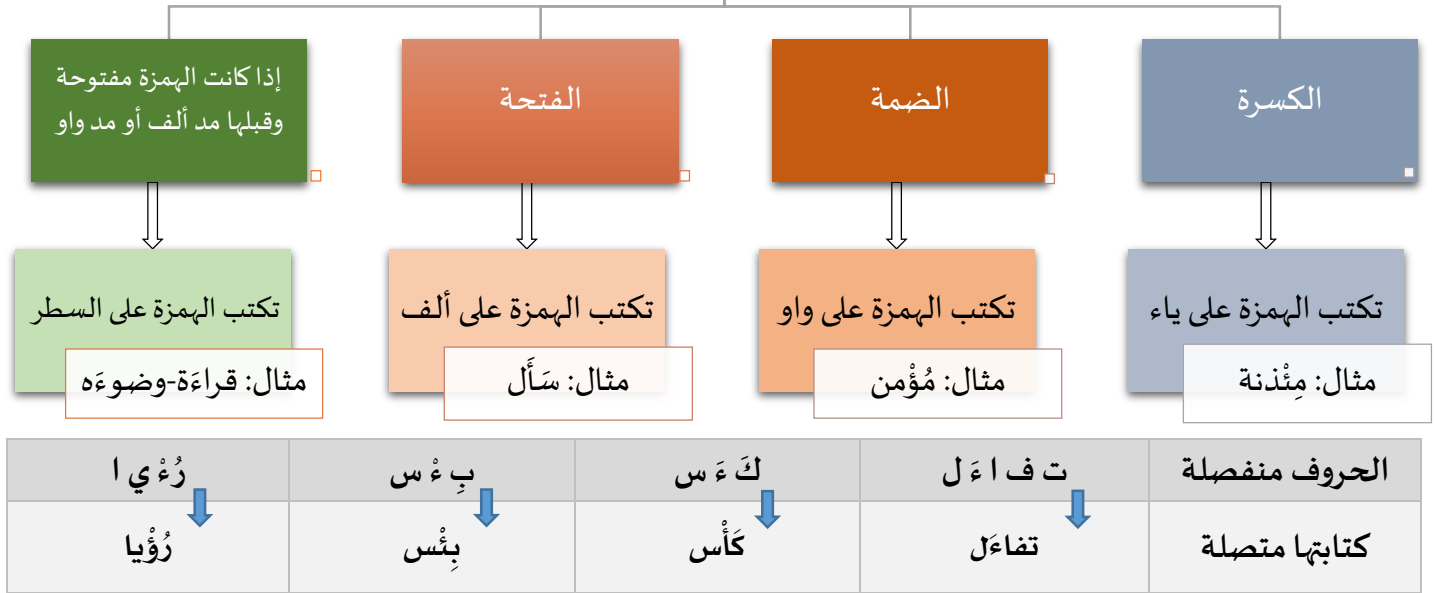 الكسرة
الضمة
الفتحة
إذا كانت الهمزة مفتوحة
وقبلها مد ألف أو مد واو
تكتب الهمزة على ياء
مثال: مِئْذنة
تكتب الهمزة على واو
مثال: مُؤْمن
تكتب الهمزة على ألف
مثال: سَأَل
تكتب الهمزة على السطر
مثال: قراءَة-وضوءَه
الحروف منفصلة ت ف ا ءَ ل كَ ءَ س بِ ءْ س رُ ءْ ي ا
كتابتها متصلة تفاءَل كَأْس بِئْس رُؤْيا